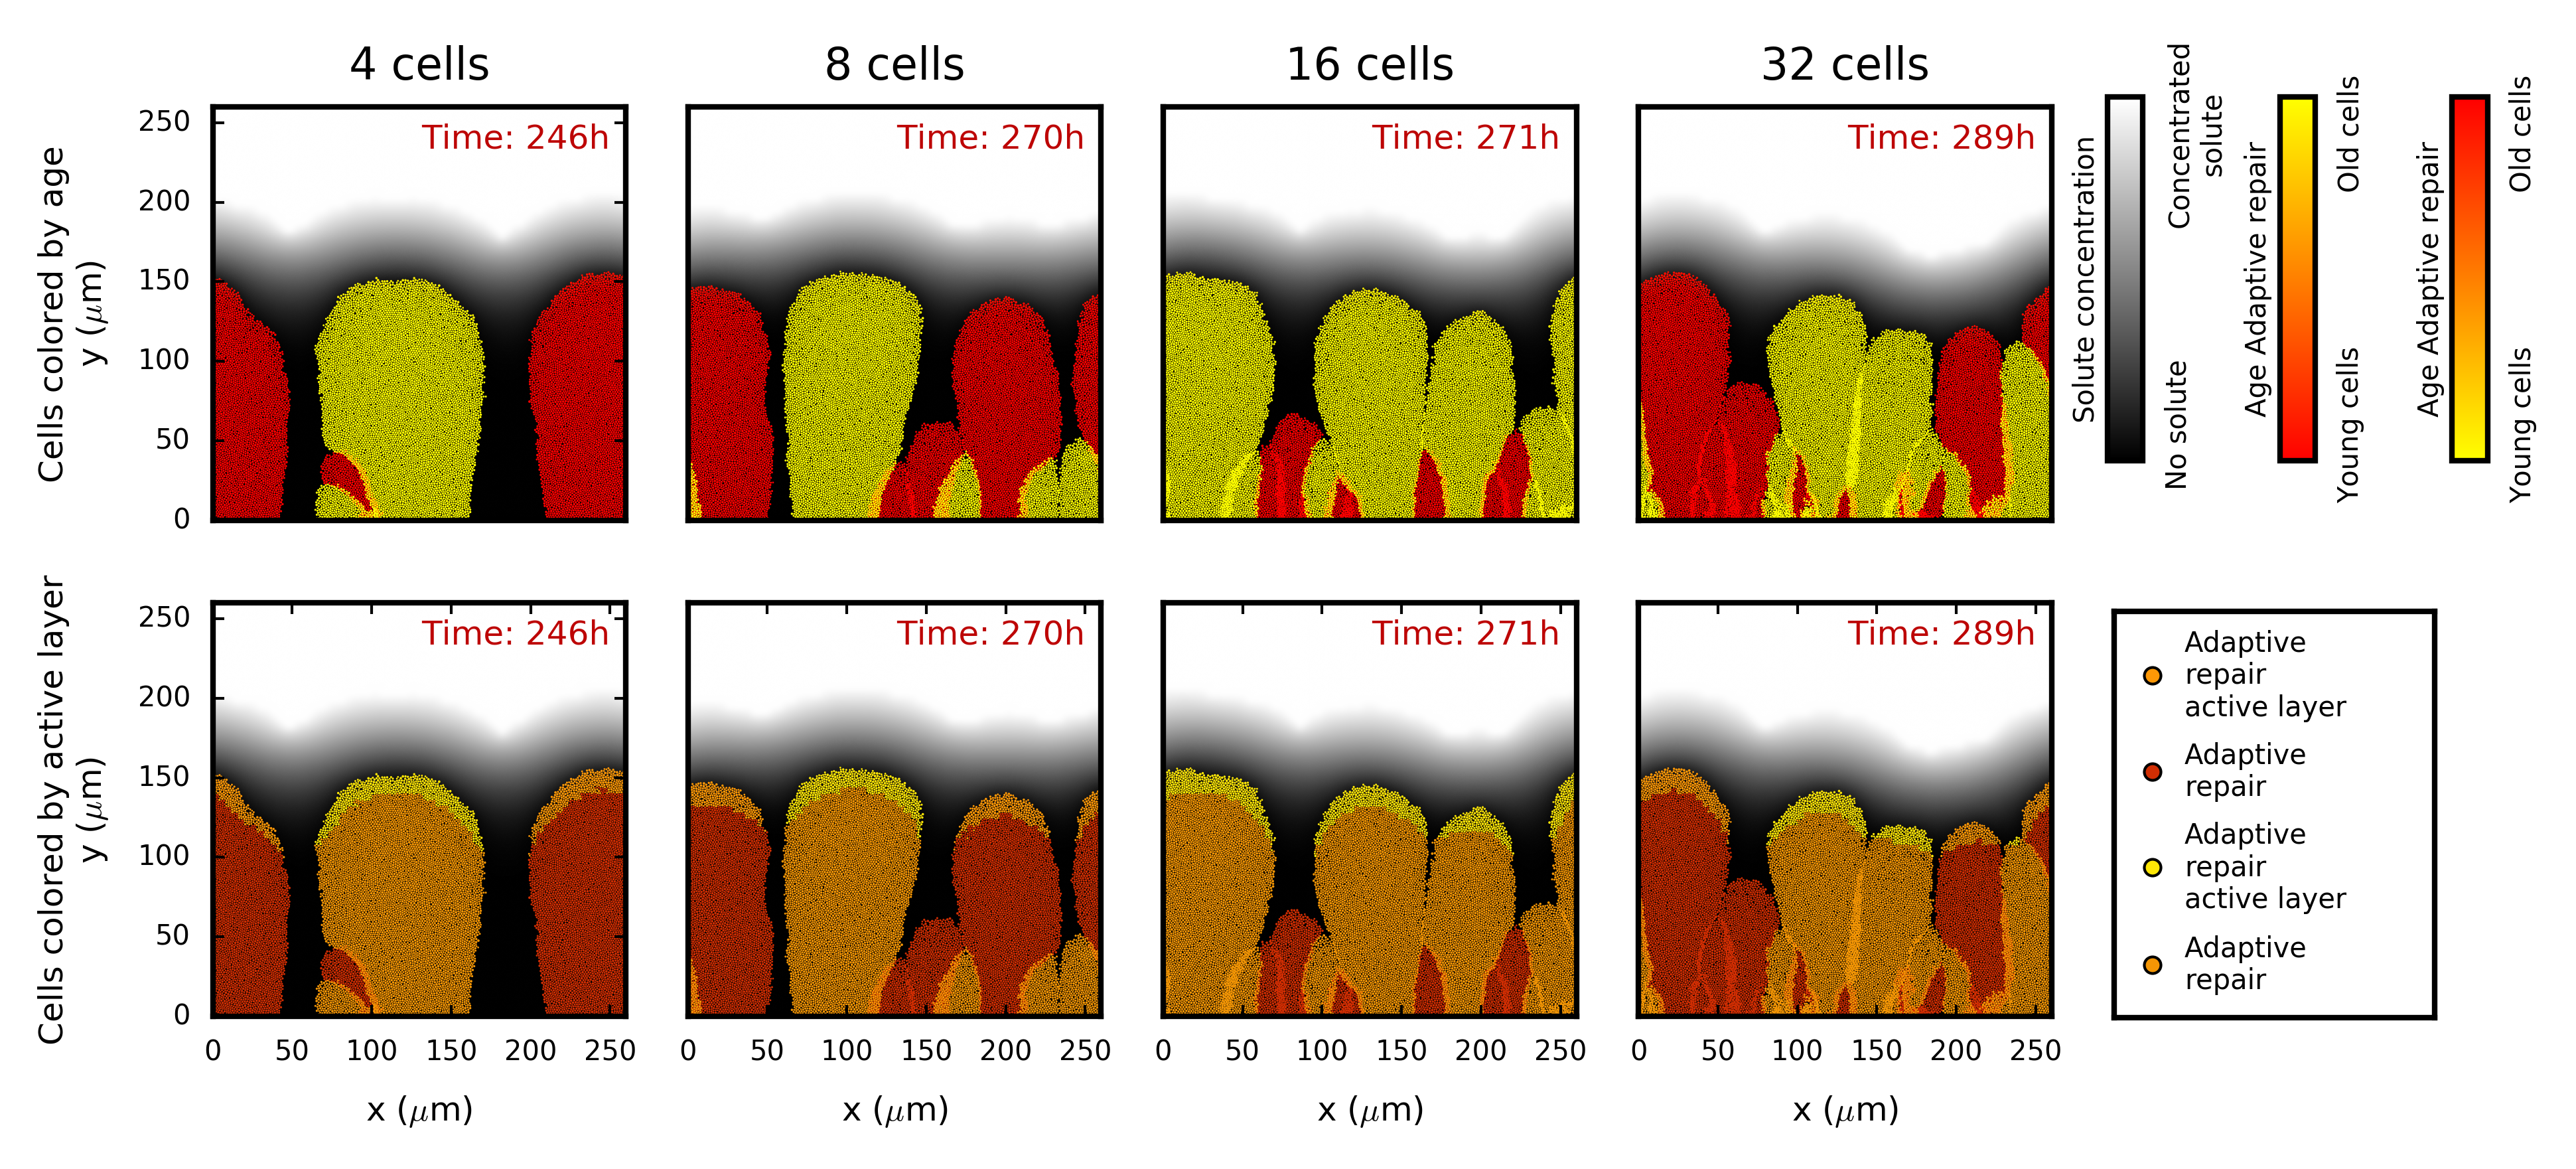 4 cells
8 cells
16 cells
32 cells
Cells colored by age
y (μm)
250
200
150
100
50
0
Time: 246h
Time: 270h
Time: 271h
Time: 289h
Solute concentration
Concentrated
solute
No solute
Age Adaptive repair
Old cells
Young cells
Age Adaptive repair
Old cells
Young cells
Cells colored by active layer
y (μm)
250
200
150
100
50
0
Time: 246h
Time: 270h
Time: 271h
Time: 289h
0 50 100 150 200 250
0 50 100 150 200 250
0 50 100 150 200 250
0 50 100 150 200 250
x (μm)
x (μm)
x (μm)
x (μm)
Adaptive
repair
active layer
Adaptive
repair
Adaptive
repair
active layer
Adaptive
repair